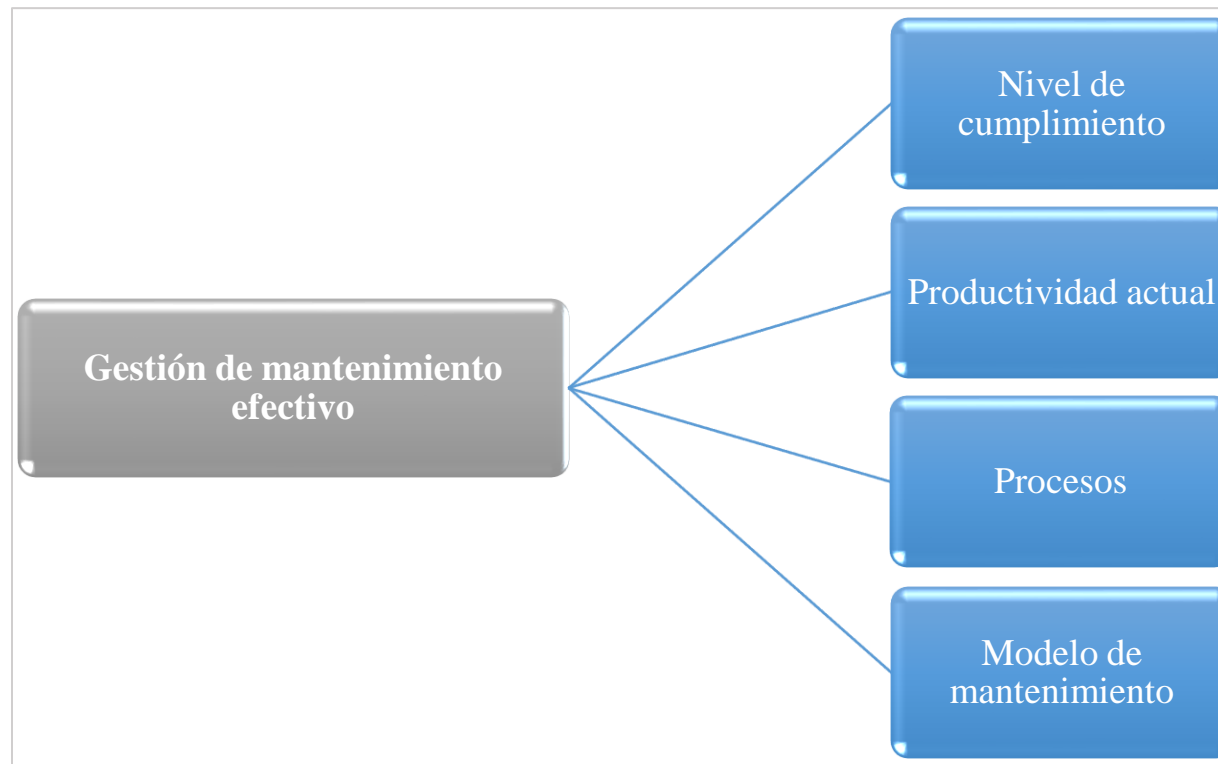 Nivel de
cumplimiento
Productividad actual
Gestión de mantenimiento
efectivo
Procesos
Modelo de
mantenimiento